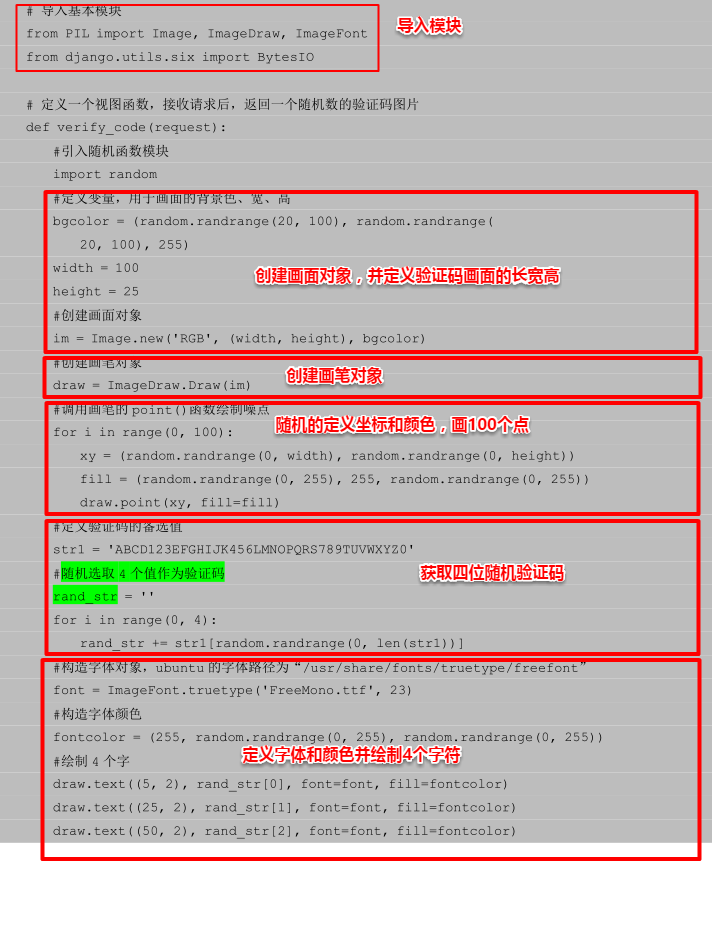 # 导入基本模块
from PIL import Image, ImageDraw, ImageFont
导入模块
from django.utils.six import BytesIO
# 定义一个视图函数，接收请求后，返回一个随机数的验证码图片
def verify_code(request):
#引入随机函数模块
import random
#定义变量，用于画面的背景色、宽、高
bgcolor = (random.randrange(20, 100), random.randrange(
20, 100), 255)
width = 100
创建画面对象，并定义验证码画面的长宽高
height = 25
#创建画面对象
im = Image.new('RGB', (width, height), bgcolor)
#创建画笔对象
创建画笔对象
draw = ImageDraw.Draw(im)
#调用画笔的 point()函数绘制噪点
随机的定义坐标和颜色，画100个点
for i in range(0, 100):
xy = (random.randrange(0, width), random.randrange(0, height))
fill = (random.randrange(0, 255), 255, random.randrange(0, 255))
draw.point(xy, fill=fill)
#定义验证码的备选值
str1 = 'ABCD123EFGHIJK456LMNOPQRS789TUVWXYZ0'
#随机选取 4 个值作为验证码
获取四位随机验证码
rand_str = ''
for i in range(0, 4):
rand_str += str1[random.randrange(0, len(str1))]
#构造字体对象，ubuntu 的字体路径为“/usr/share/fonts/truetype/freefont”
font = ImageFont.truetype('FreeMono.ttf', 23)
#构造字体颜色
fontcolor = (255, random.randrange(0, 255), random.randrange(0, 255))
定义字体和颜色并绘制4个字符
#绘制 4 个字
draw.text((5, 2), rand_str[0], font=font, fill=fontcolor)
draw.text((25, 2), rand_str[1], font=font, fill=fontcolor)
draw.text((50, 2), rand_str[2], font=font, fill=fontcolor)